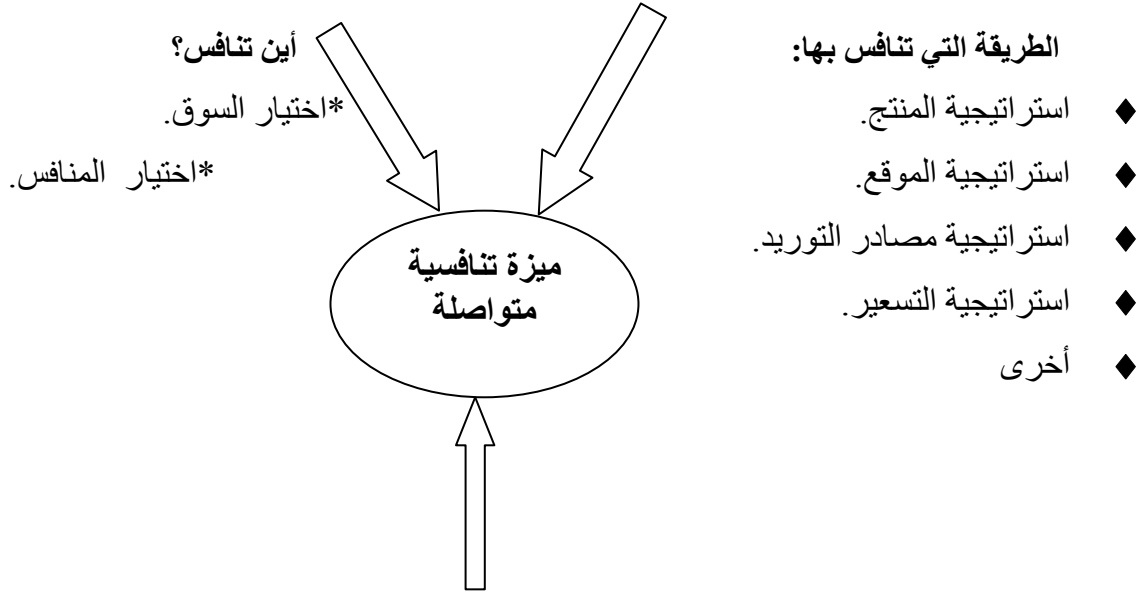 الطريقة التي تنافس بها:
♦ استراتيجية المنتج.
♦ استراتيجية الموقع.
♦ استراتيجية مصادر التوريد.
♦ استراتيجية التسعير.
♦ أخرى
أين تنافس؟
*اختيار السوق.
*اختيار المنافس.
ميزة تنافسية
متواصلة